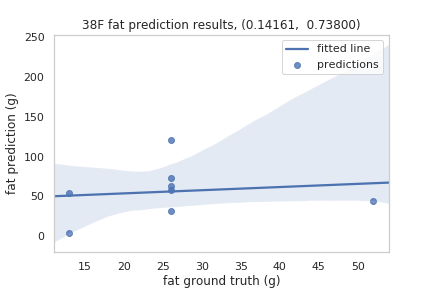 38F fat prediction results, (0.14161,  0.73800)
250
200
150
100
50
0
fat prediction (g)
fitted line
predictions
15 20 25 30 35 40 45 50
fat ground truth (g)